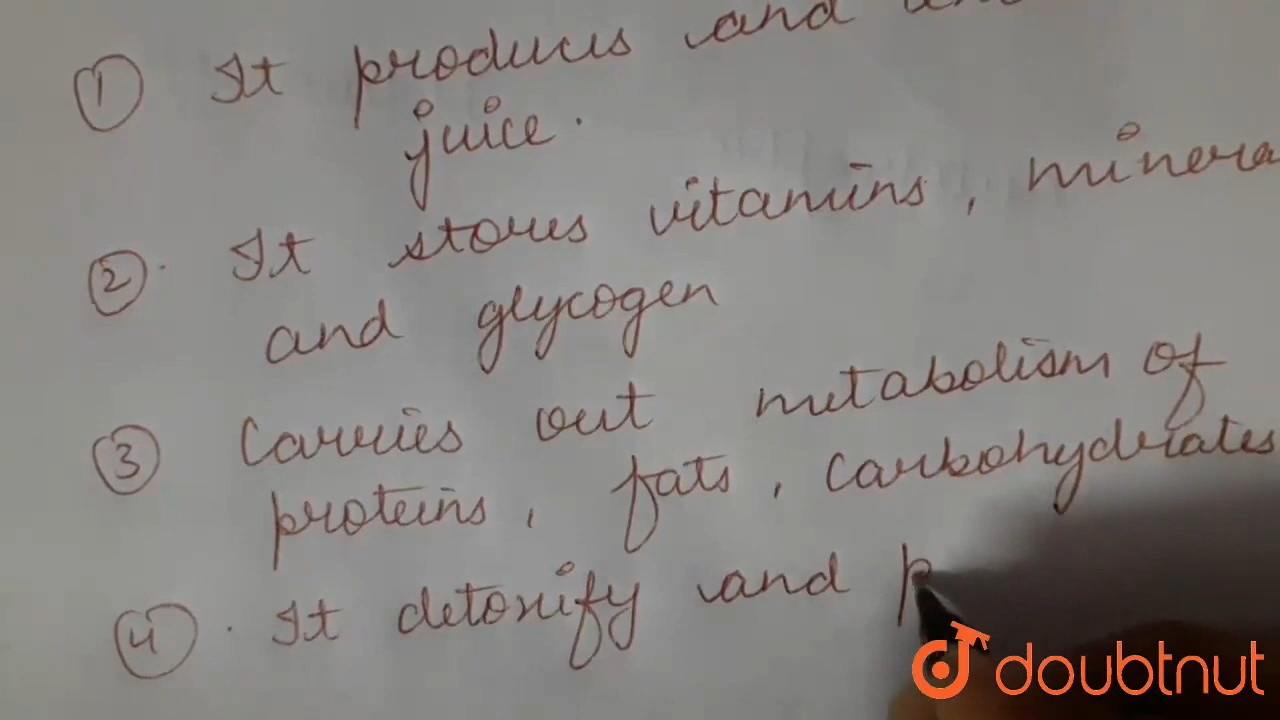 ① It produces and
juice.
②. It stores vitamins, minera
and glycogen
③ Carries out metabolism of
proteins, fats, carbohydrates
④. It detoxify and p
doubtnut